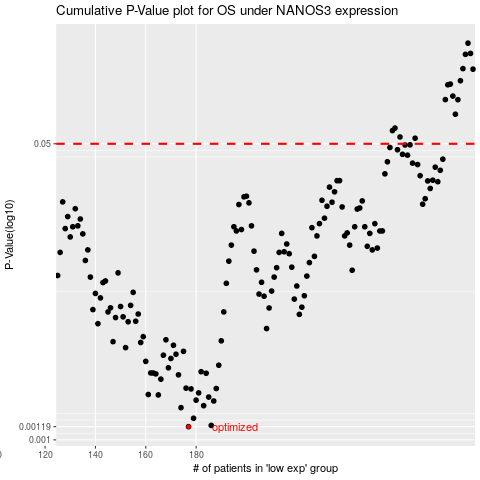 Cumulative P-Value plot for OS under NANOS3 expression
P-Value(log10)
0.05
0.00119
0.001
optimized
0 120 140 160 180
# of patients in 'low exp' group